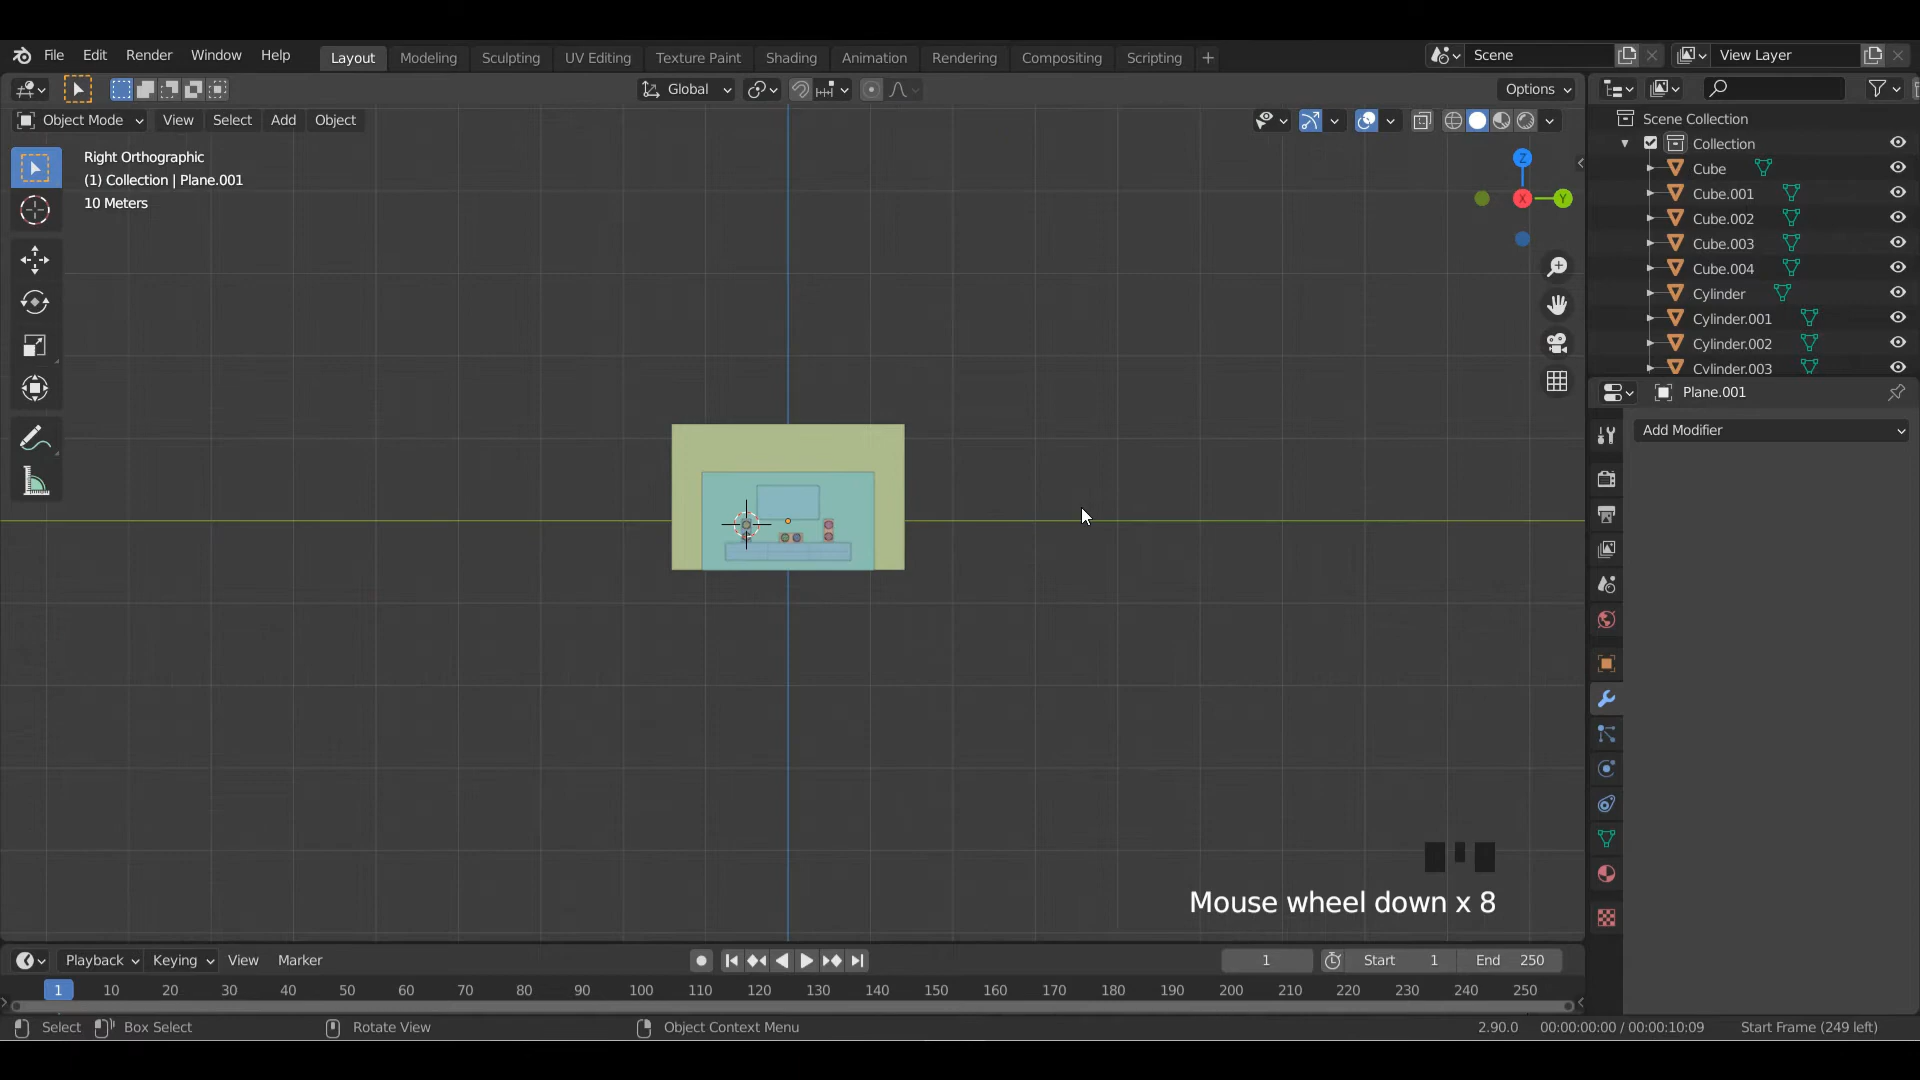 File Edit Render Window Help Layout Modeling Sculpting UV Editing Texture Paint Shading Animation Rendering Compositing Scripting + Scene View Layer
Global Options
Object Mode View Select Add Object
Scene Collection
Collection
Cube
Cube.001
Cube.002
Cube.003
Cube.004
Cylinder
Cylinder.001
Cylinder.002
Cylinder.003
Right Orthographic
(1) Collection | Plane.001
10 Meters
Z
X
Y
Plane.001
Add Modifier
Mouse wheel down x 8
Playback Keying View Marker 1 Start 1 End 250
1 10 20 30 40 50 60 70 80 90 100 110 120 130 140 150 160 170 180 190 200 210 220 230 240 250
Select Box Select Rotate View Object Context Menu 2.90.0 00:00:00:00 / 00:00:10:09 Start Frame (249 left)